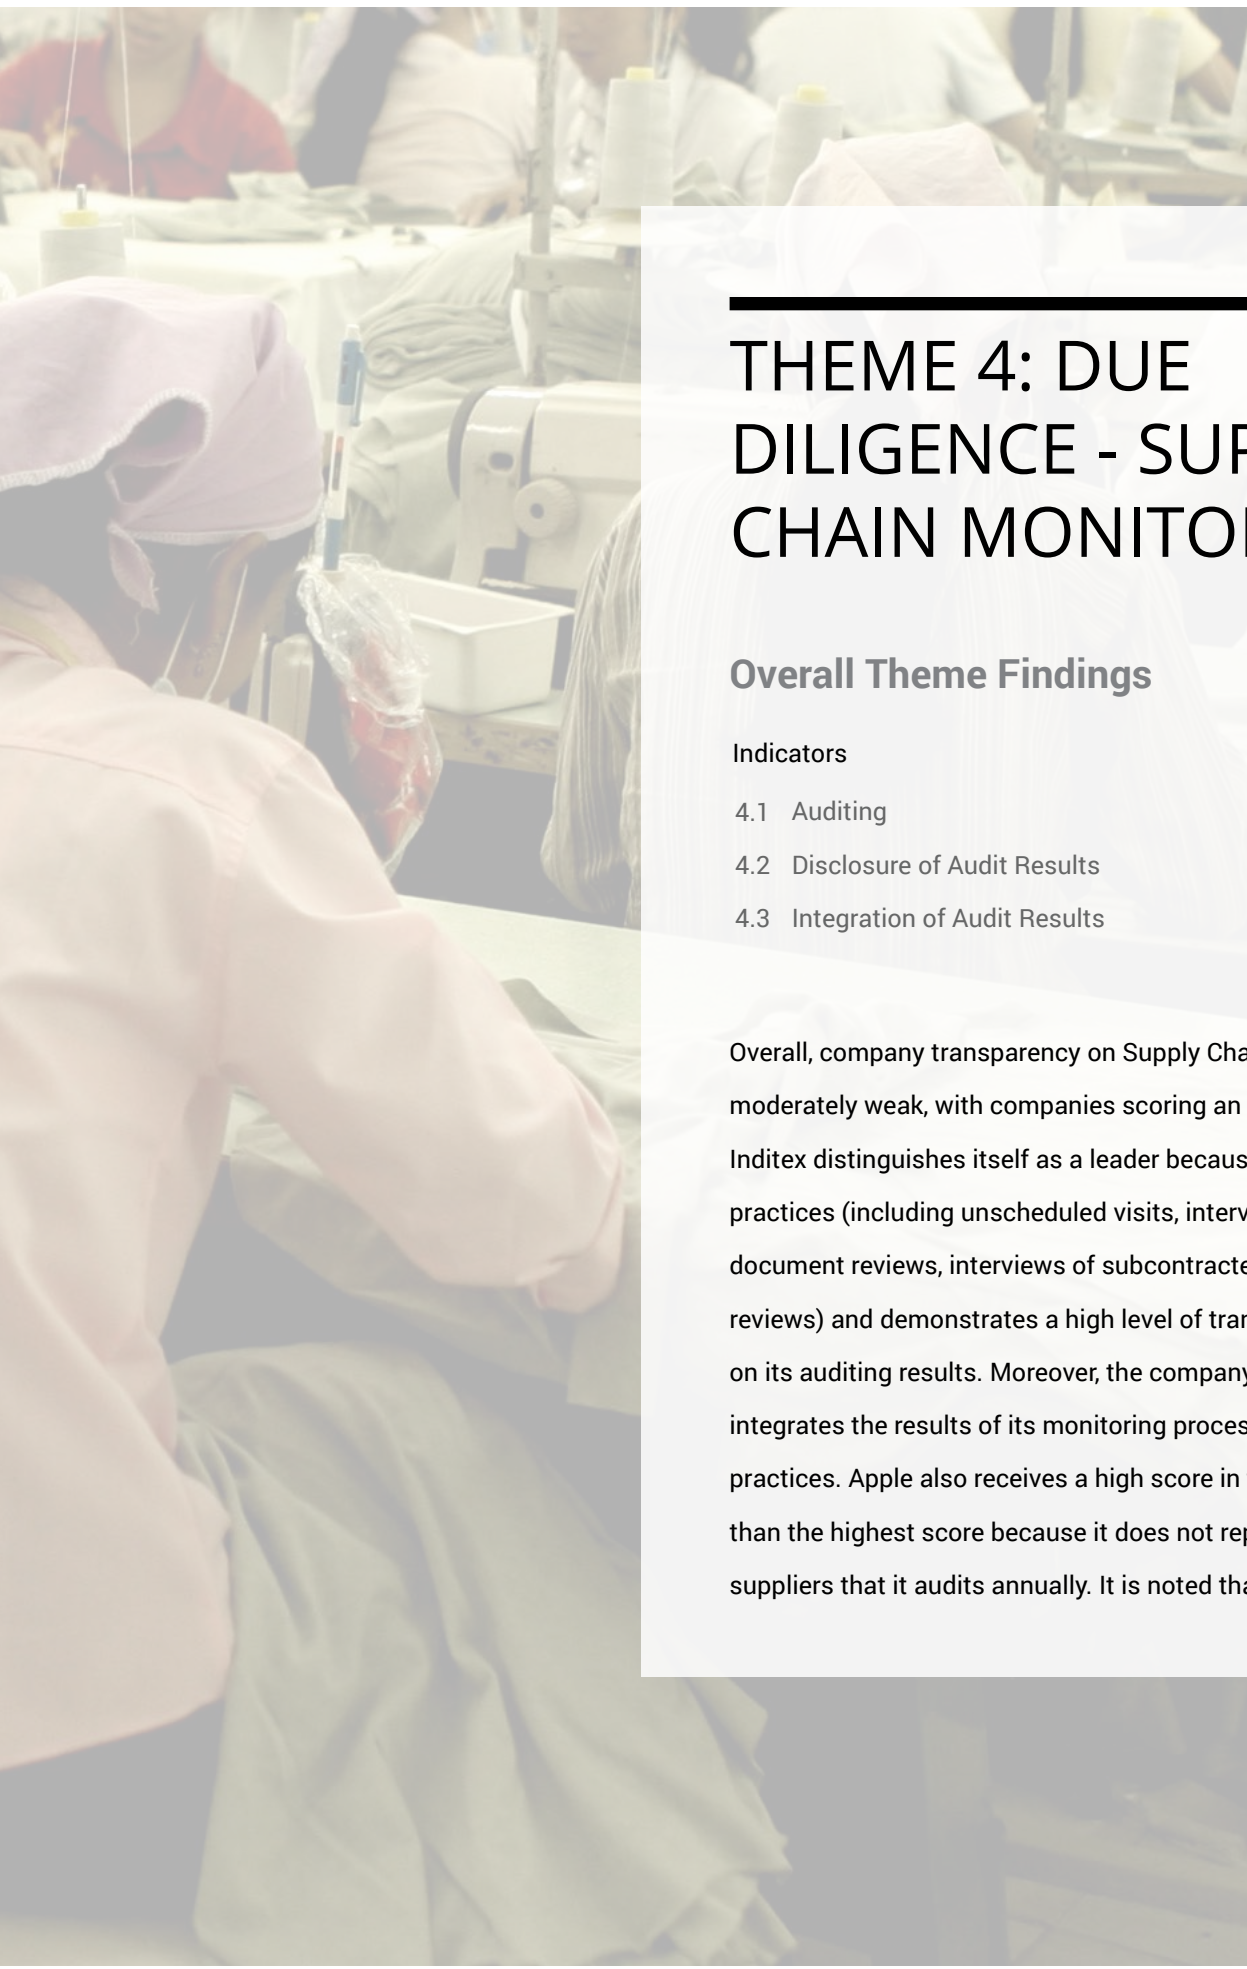 THEME 4: DUE
DILIGENCE - SUP
CHAIN MONITO
Overall Theme Findings
Indicators
4.1 Auditing
4.2 Disclosure of Audit Results
4.3 Integration of Audit Results
Overall, company transparency on Supply Cha
moderately weak, with companies scoring an
Inditex distinguishes itself as a leader becaus
practices (including unscheduled visits, interv
document reviews, interviews of subcontracte
reviews) and demonstrates a high level of tran
on its auditing results. Moreover, the company
integrates the results of its monitoring proces
practices. Apple also receives a high score in
than the highest score because it does not rep
suppliers that it audits annually. It is noted tha